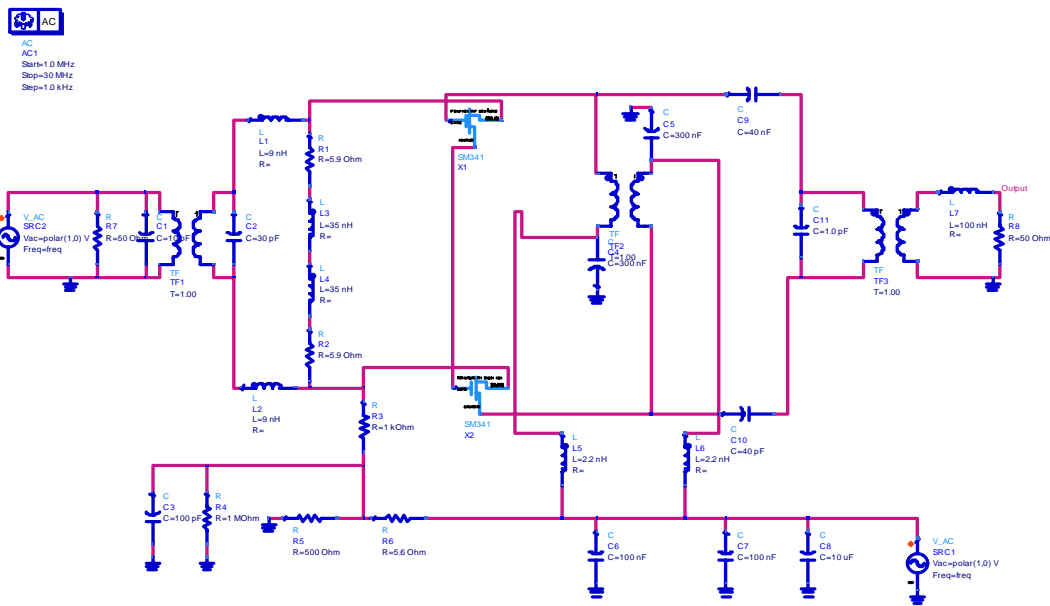 AC
AC
AC1
Start=1.0 MHz
Stop=30 MHz
Step=1.0 kHz
V_AC
SRC2
Vac=polar(1,0) V
Freq=freq
R
R7
R=50 Ohm
C
C1
C=10 pF
TF
TF1
T=1.00
C
C2
C=30 pF
L
L1
L=9 nH
R=
R
R1
R=5.9 Ohm
L
L3
L=35 nH
R=
L
L4
L=35 nH
R=
R
R2
R=5.9 Ohm
L
L2
L=9 nH
R=
R
R3
R=1 kOhm
C
C3
C=100 pF
R
R4
R=1 MOhm
R
R5
R=500 Ohm
R
R6
R=5.6 Ohm
SM341
X1
SM341
X2
C
C5
C=300 nF
TF
TF2
T=1.00
C
C4
C=300 nF
C
C9
C=40 nF
C
C10
C=40 pF
C
C11
C=1.0 pF
TF
TF3
T=1.00
Output
L
L7
L=100 nH
R=
R
R8
R=50 Ohm
L
L5
L=2.2 nH
R=
L
L6
L=2.2 nH
R=
C
C6
C=100 nF
C
C7
C=100 nF
C
C8
C=10 uF
V_AC
SRC1
Vac=polar(1,0) V
Freq=freq